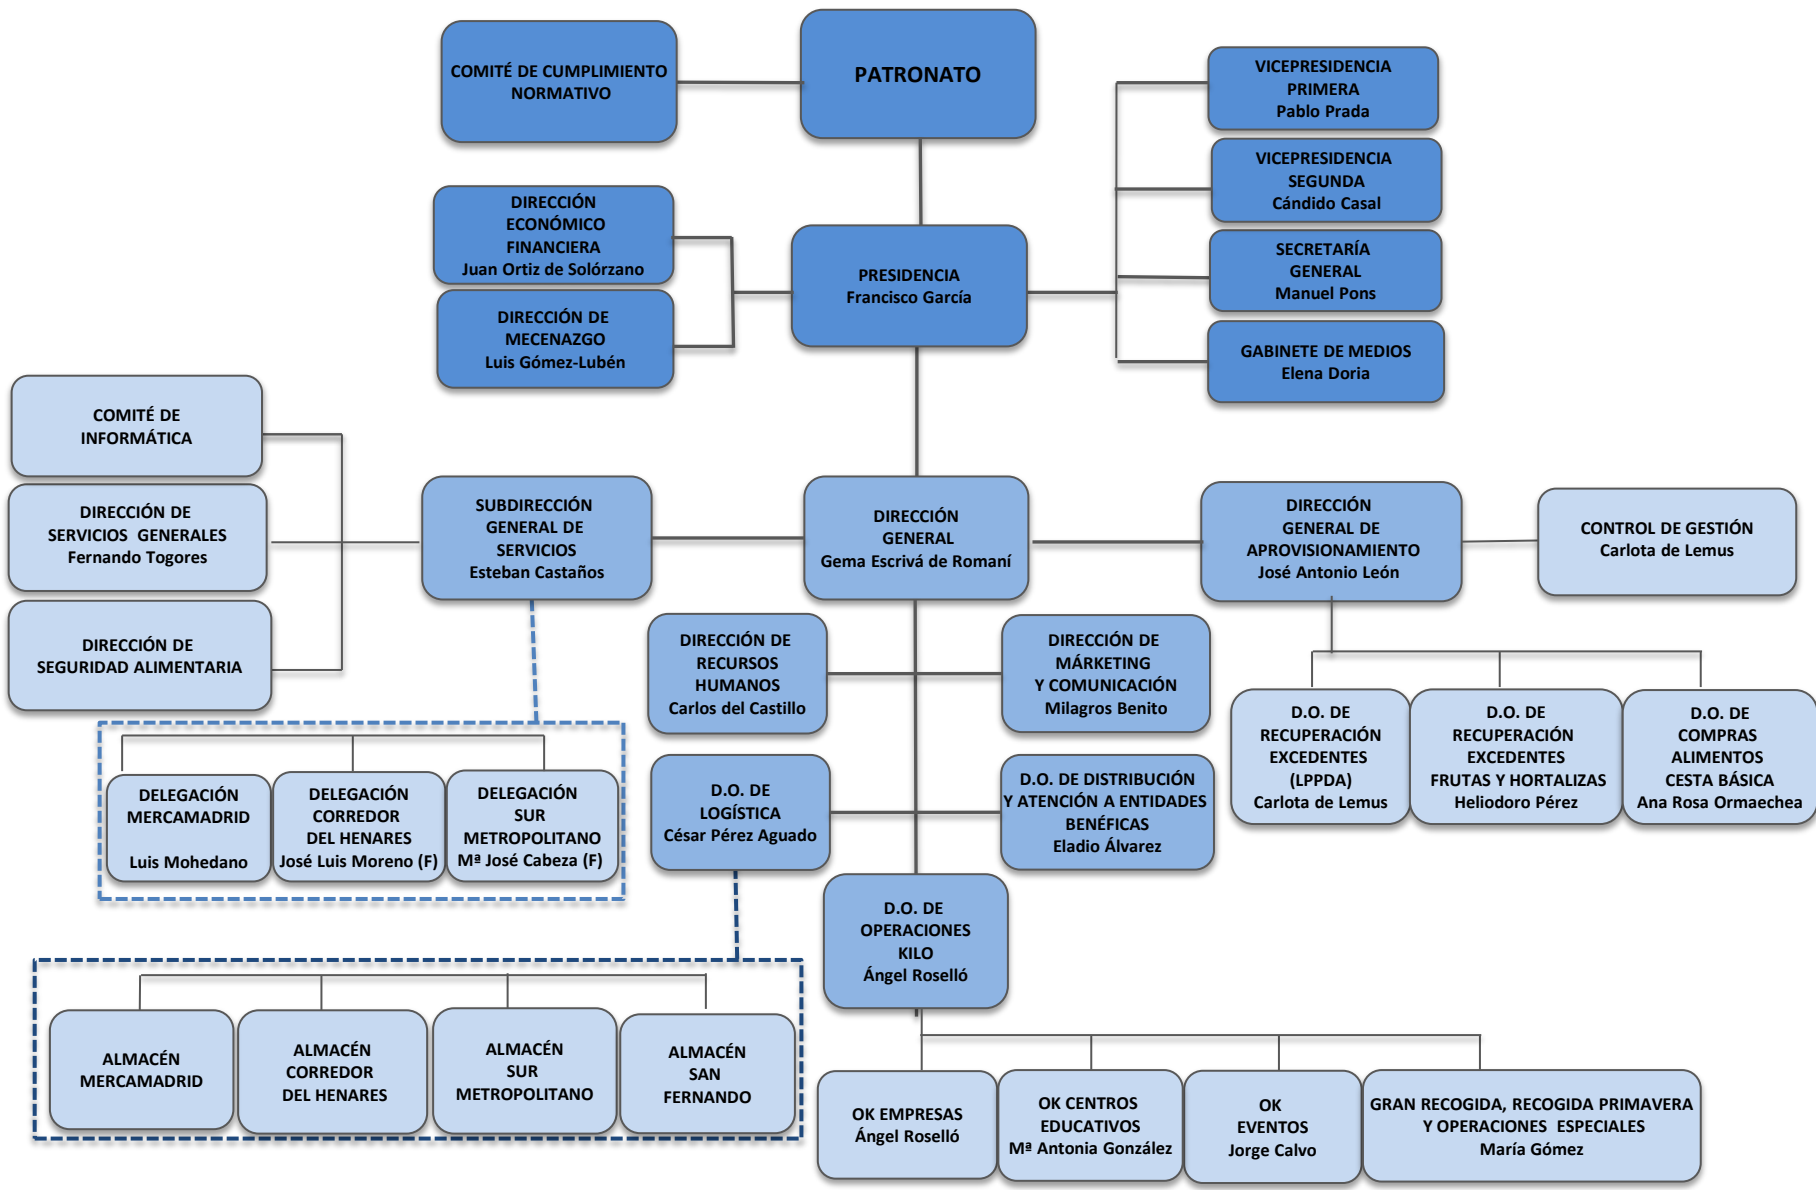 COMITÉ DE CUMPLIMIENTO
NORMATIVO
PATRONATO
VICEPRESIDENCIA
PRIMERA
Pablo Prada
VICEPRESIDENCIA
SEGUNDA
Cándido Casal
DIRECCIÓN
ECONÓMICO
FINANCIERA
Juan Ortiz de Solórzano
PRESIDENCIA
Francisco García
SECRETARÍA
GENERAL
Manuel Pons
DIRECCIÓN DE
MECENAZGO
Luis Gómez-Lubén
GABINETE DE MEDIOS
Elena Doria
COMITÉ DE
INFORMÁTICA
DIRECCIÓN DE
SERVICIOS GENERALES
Fernando Togores
DIRECCIÓN DE
SEGURIDAD ALIMENTARIA
SUBDIRECCIÓN
GENERAL DE
SERVICIOS
Esteban Castaños
DIRECCIÓN
GENERAL
Gema Escrivá de Romaní
DIRECCIÓN
GENERAL DE
APROVISIONAMIENTO
José Antonio León
CONTROL DE GESTIÓN
Carlota de Lemus
DIRECCIÓN DE
RECURSOS
HUMANOS
Carlos del Castillo
DIRECCIÓN DE
MÁRKETING
Y COMUNICACIÓN
Milagros Benito
D.O. DE
RECUPERACIÓN
EXCEDENTES
(LPPDA)
Carlota de Lemus
D.O. DE
RECUPERACIÓN
EXCEDENTES
FRUTAS Y HORTALIZAS
Heliodoro Pérez
D.O. DE
COMPRAS
ALIMENTOS
CESTA BÁSICA
Ana Rosa Ormaechea
DELEGACIÓN
MERCAMADRID
Luis Mohedano
DELEGACIÓN
CORREDOR
DEL HENARES
José Luis Moreno (F)
DELEGACIÓN
SUR
METROPOLITANO
Mª José Cabeza (F)
D.O. DE
LOGÍSTICA
César Pérez Aguado
D.O. DE DISTRIBUCIÓN
Y ATENCIÓN A ENTIDADES
BENÉFICAS
Eladio Álvarez
D.O. DE
OPERACIONES
KILO
Ángel Roselló
ALMACÉN
MERCAMADRID
ALMACÉN
CORREDOR
DEL HENARES
ALMACÉN
SUR
METROPOLITANO
ALMACÉN
SAN
FERNANDO
OK EMPRESAS
Ángel Roselló
OK CENTROS
EDUCATIVOS
Mª Antonia González
OK
EVENTOS
Jorge Calvo
GRAN RECOGIDA, RECOGIDA PRIMAVERA
Y OPERACIONES ESPECIALES
María Gómez